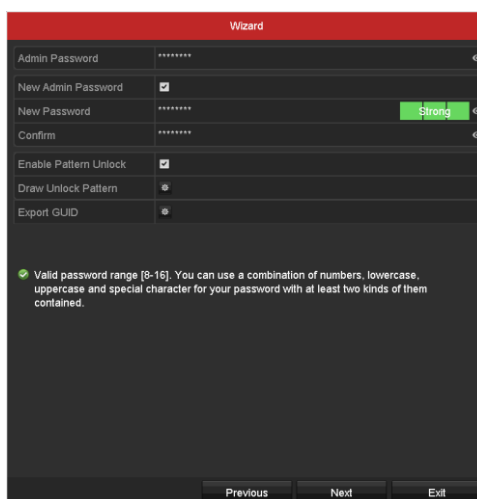 Wizard
Admin Password ********
New Admin Password
New Password ******** Strong
Confirm ********
Enable Pattern Unlock
Draw Unlock Pattern
Export GUID
Valid password range [8-16]. You can use a combination of numbers, lowercase,
uppercase and special character for your password with at least two kinds of them
contained.
Previous Next Exit